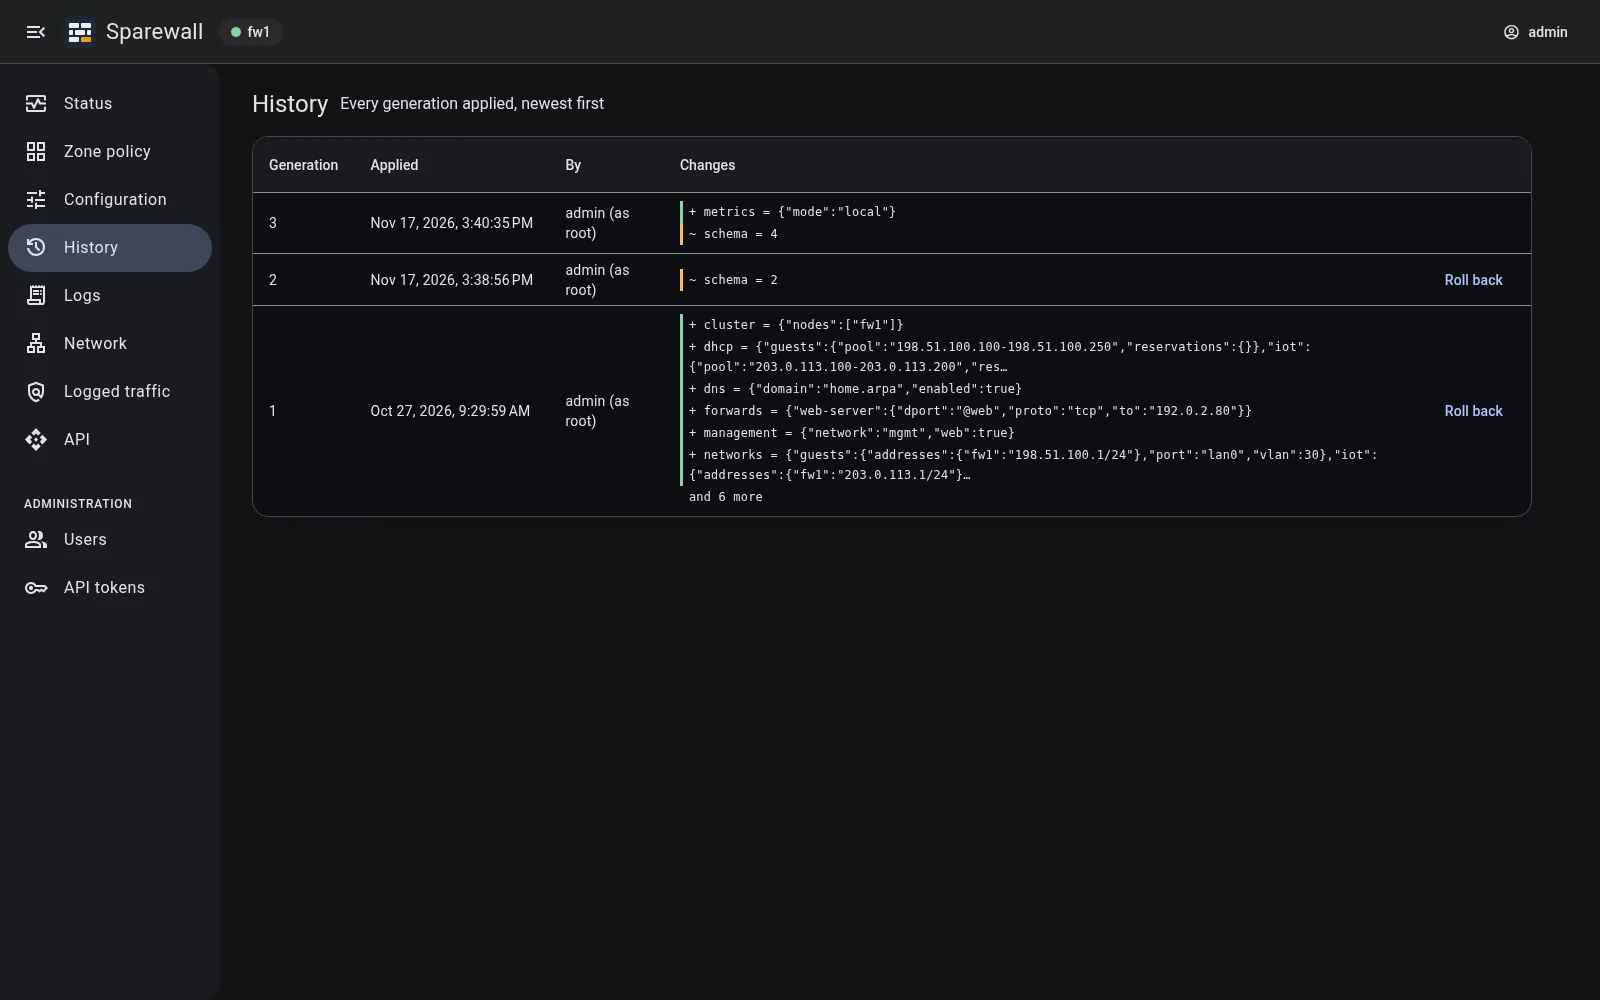 Sparewall
fw1
admin
Status
Zone policy
Configuration
History
Logs
Network
Logged traffic
API
ADMINISTRATION
Users
API tokens
History Every generation applied, newest first
Generation Applied By Changes
3 Nov 17, 2026, 3:40:35 PM admin (as
root)
+ metrics = {"mode":"local"}
~ schema = 4
2 Nov 17, 2026, 3:38:56 PM admin (as
root)
~ schema = 2
Roll back
1 Oct 27, 2026, 9:29:59 AM admin (as
root)
+ cluster = {"nodes":["fw1"]}
+ dhcp = {"guests":{"pool":"198.51.100.100-198.51.100.250","reservations":{}},"iot":
{"pool":"203.0.113.100-203.0.113.200","res…
+ dns = {"domain":"home.arpa","enabled":true}
+ forwards = {"web-server":{"dport":"@web","proto":"tcp","to":"192.0.2.80"}}
+ management = {"network":"mgmt","web":true}
+ networks = {"guests":{"addresses":{"fw1":"198.51.100.1/24"},"port":"lan0","vlan":30},"iot":
{"addresses":{"fw1":"203.0.113.1/24"}…
and 6 more
Roll back